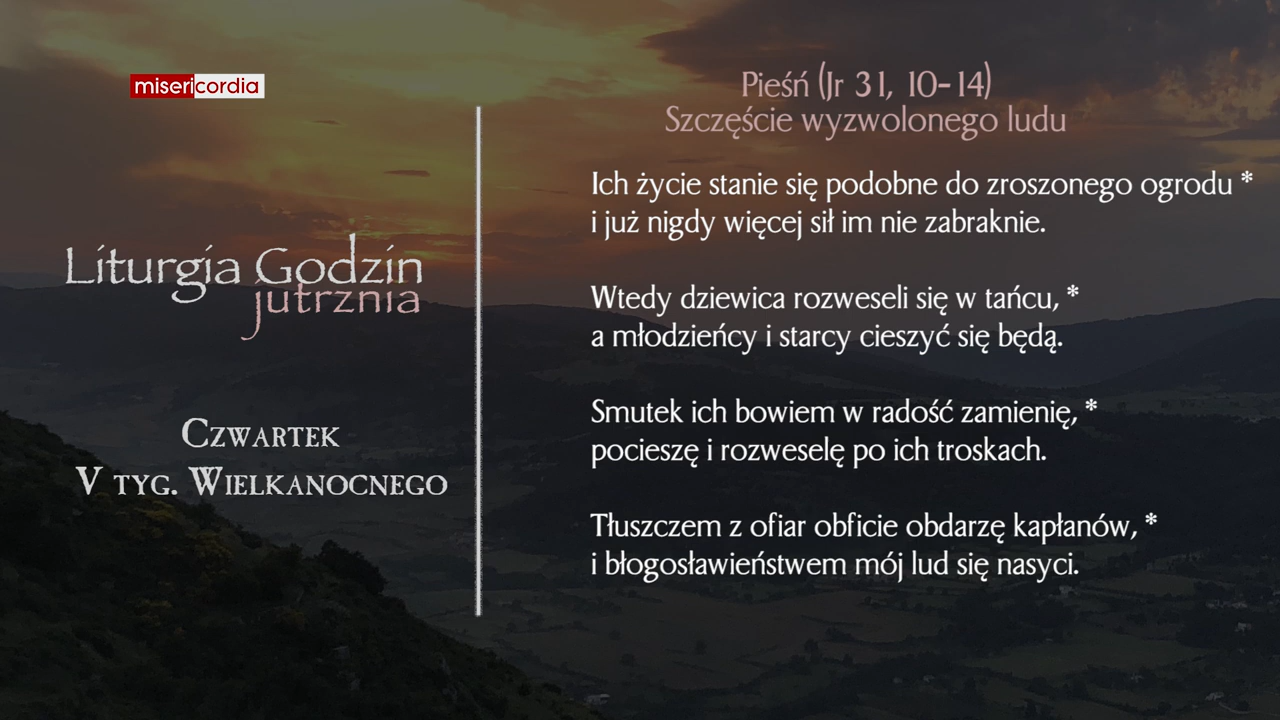 misericordia
Liturgia Godzin
jutrznia
Czwartek
V tyg. Wielkanocnego
Pieśń (Jr 31, 10-14)
Szczęście wyzwolonego ludu
Ich życie stanie się podobne do zroszonego ogrodu *
i już nigdy więcej sił im nie zabraknie.
Wtedy dziewica rozweseli się w tańcu, *
a młodzieńcy i starcy cieszyć się będą.
Smutek ich bowiem w radość zamienię, *
pocieszę i rozweselę po ich troskach.
Tłuszczem z ofiar obficie obdarzę kapłanów, *
i błogosławieństwem mój lud się nasyci.